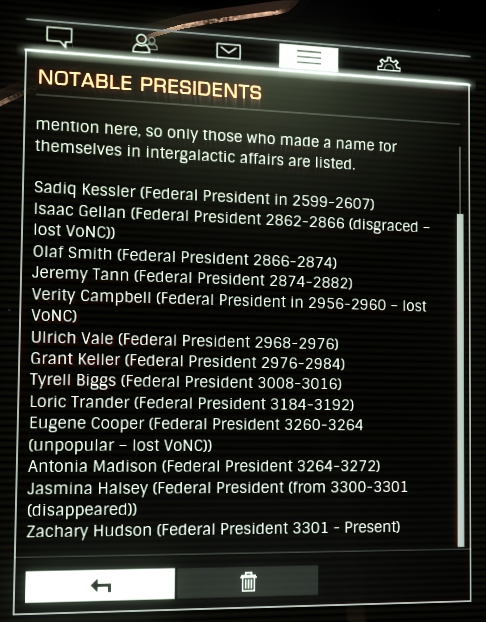 NOTABLE PRESIDENTS
mention here, so only those who made a name for
themselves in intergalactic affairs are listed.
Sadiq Kessler (Federal President in 2599-2607)
Isaac Gellan (Federal President 2862-2866 (disgraced –
lost VoNC))
Olaf Smith (Federal President 2866-2874)
Jeremy Tann (Federal President 2874-2882)
Verity Campbell (Federal President in 2956-2960 – lost
VoNC)
Ulrich Vale (Federal President 2968-2976)
Grant Keller (Federal President 2976-2984)
Tyrell Biggs (Federal President 3008-3016)
Loric Trander (Federal President 3184-3192)
Eugene Cooper (Federal President 3260-3264
(unpopular – lost VoNC))
Antonia Madison (Federal President 3264-3272)
Jasmina Halsey (Federal President (from 3300-3301
(disappeared))
Zachary Hudson (Federal President 3301 - Present)